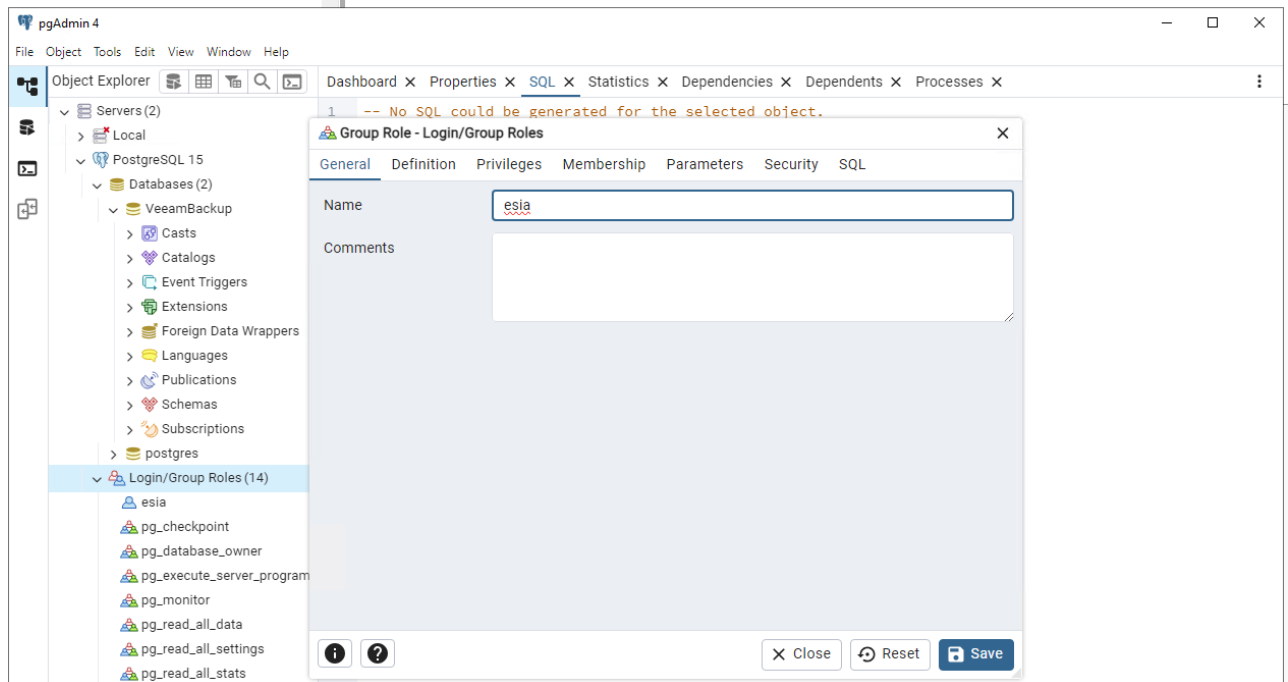 pgAdmin 4
File Object Tools Edit View Window Help
Object Explorer
Dashboard Properties SQL Statistics Dependencies Dependents Processes
Servers (2)
Local
PostgreSQL 15
Databases (2)
VeeamBackup
Casts
Catalogs
Event Triggers
Extensions
Foreign Data Wrappers
Languages
Publications
Schemas
Subscriptions
postgres
Login/Group Roles (14)
esia
pg_checkpoint
pg_database_owner
pg_execute_server_program
pg_monitor
pg_read_all_data
pg_read_all_settings
pg_read_all_stats
1 -- No SQL could be generated for the selected object.
Group Role - Login/Group Roles
General Definition Privileges Membership Parameters Security SQL
Name esia
Comments
Close Reset Save